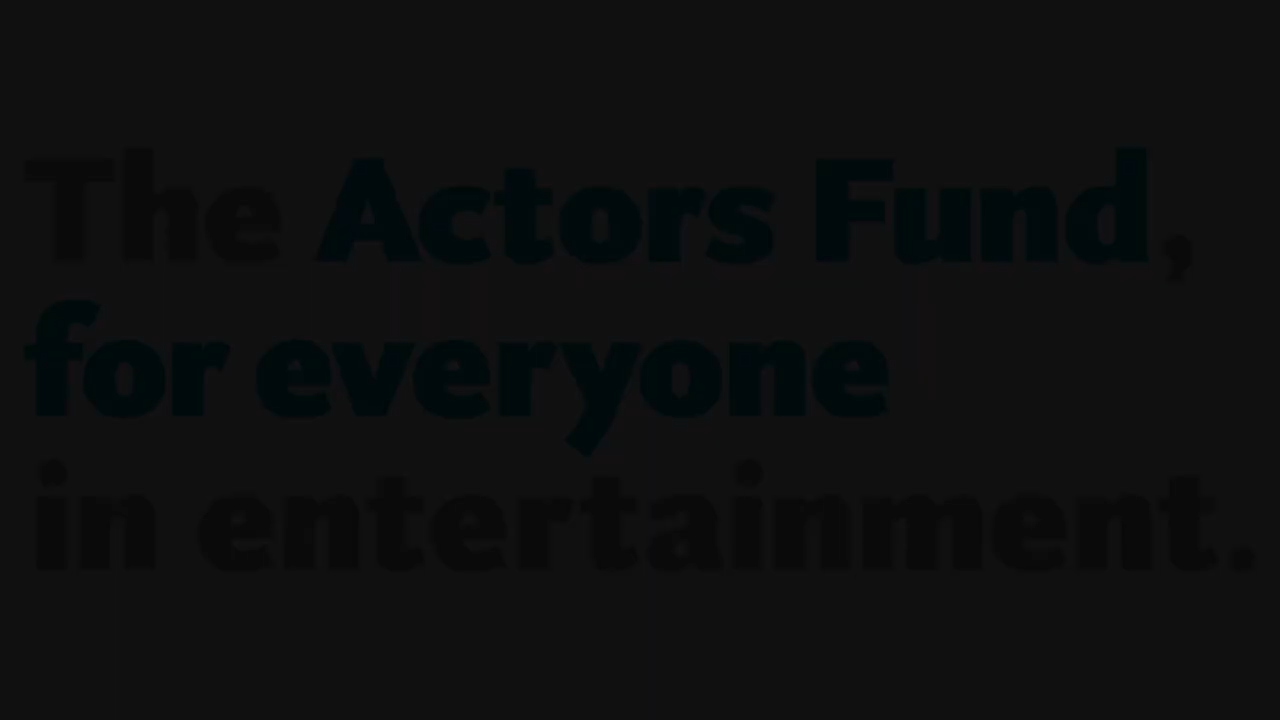 The Actors Fund,
for everyone
in entertainment.